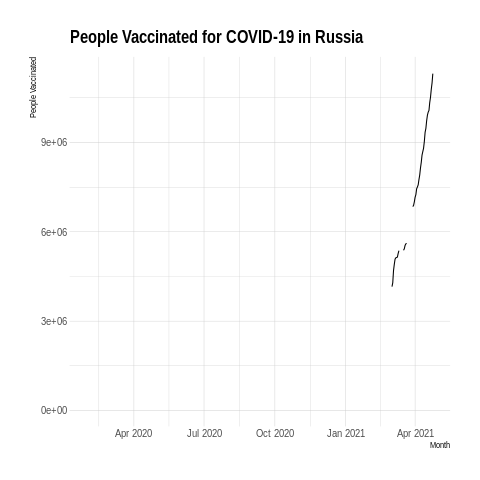 People Vaccinated for COVID-19 in Russia
People Vaccinated
9e+06
6e+06
3e+06
0e+00
Apr 2020 Jul 2020 Oct 2020 Jan 2021 Apr 2021
Month